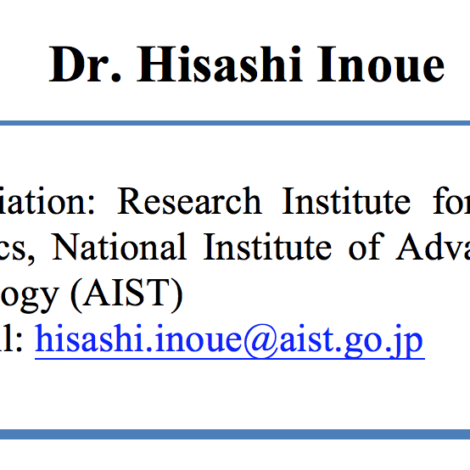 Dr. Hisashi Inoue
iation: Research Institute for
cs, National Institute of Adva
ogy (AIST)
l: hisashi.inoue@aist.go.jp